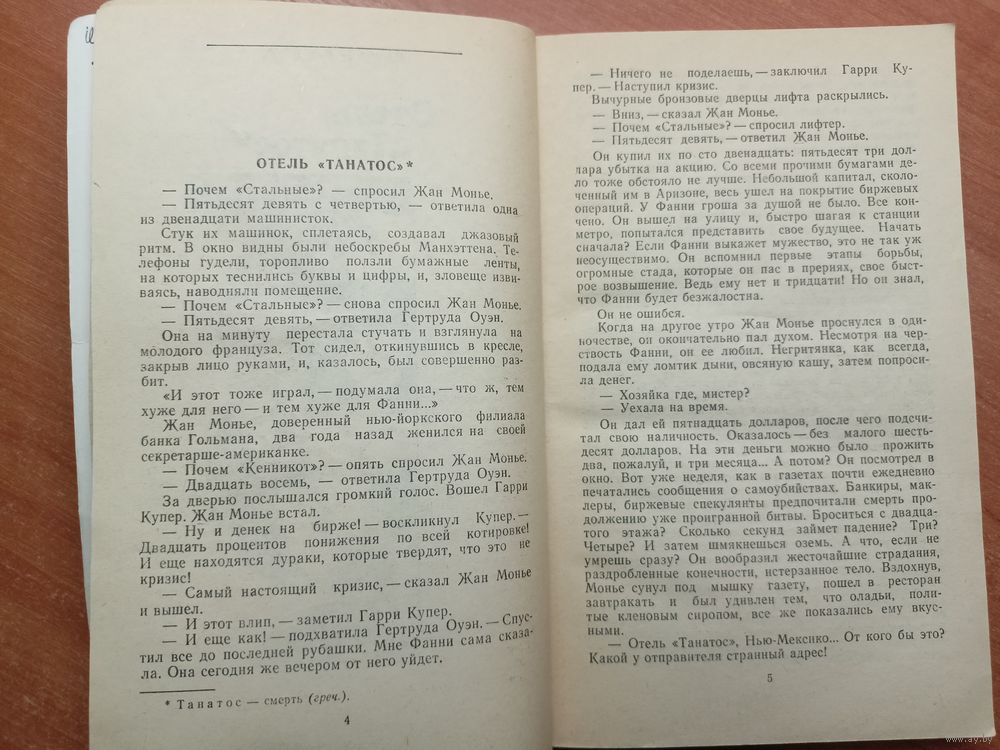 ОТЕЛЬ «ТАНАТОС»*
— Почем «Стальные»? — спросил Жан Монье.
— Пятьдесят девять с четвертью, — ответила одна
из двенадцати машинисток.
Стук их машинок, сплетаясь, создавал джазовый
ритм. В окно видны были небоскребы Манхэттена. Те-
лефоны гудели, торопливо ползли бумажные ленты,
на которых теснились буквы и цифры, и, зловеще изви-
ваясь, наводняли помещение.
— Почем «Стальные»? — снова спросил Жан Монье.
— Пятьдесят девять, — ответила Гертруда Оуэн.
Она на минуту перестала стучать и взглянула на
молодого француза. Тот сидел, откинувшись в кресле,
закрыв лицо руками, и, казалось, был совершенно раз-
бит.
«И этот тоже играл, — подумала она, — что ж, тем
хуже для него — и тем хуже для Фанни...»
Жан Монье, доверенный нью-йоркского филиала
банка Гольмана, два года назад женился на своей
секретарше-американке.
— Почем «Кенникот»? — опять спросил Жан Монье.
— Двадцать восемь, — ответила Гертруда Оуэн.
За дверью послышался громкий голос. Вошел Гарри
Купер. Жан Монье встал.
— Ну и денек на бирже! — воскликнул Купер. —
Двадцать процентов понижения по всей котировке!
И еще находятся дураки, которые твердят, что это не
кризис!
— Самый настоящий кризис, — сказал Жан Монье
и вышел.
— И этот влип, — заметил Гарри Купер.
— И еще как! — подхватила Гертруда Оуэн. — Спус-
тил все до последней рубашки. Мне Фанни сама сказа-
ла. Она сегодня же вечером от него уйдет.
* Танатос — смерть (греч.).
4
— Ничего не поделаешь, — заключил Гарри Ку-
пер. — Наступил кризис.
Вычурные бронзовые дверцы лифта раскрылись.
— Вниз, — сказал Жан Монье.
— Почем «Стальные»? — спросил лифтер.
— Пятьдесят девять, — ответил Жан Монье.
Он купил их по сто двенадцать: пятьдесят три дол-
лара убытка на акцию. Со всеми прочими бумагами де-
ло тоже обстояло не лучше. Небольшой капитал, сколо-
ченный им в Аризоне, весь ушел на покрытие биржевых
операций. У Фанни гроша за душой не было. Все кон-
чено. Он вышел на улицу и, быстро шагая к станции
метро, попытался представить свое будущее. Начать
сначала? Если Фанни выкажет мужество, это не так уж
неосуществимо. Он вспомнил первые этапы борьбы,
огромные стада, которые он пас в прериях, свое быст-
рое возвышение. Ведь ему нет и тридцати! Но он знал,
что Фанни будет безжалостна.
Он не ошибся.
Когда на другое утро Жан Монье проснулся в оди-
ночестве, он окончательно пал духом. Несмотря на чер-
ствость Фанни, он ее любил. Негритянка, как всегда,
подала ему ломтик дыни, овсяную кашу, затем попроси-
ла денег.
— Хозяйка где, мистер?
— Уехала на время.
Он дал ей пятнадцать долларов, после чего подсчи-
тал свою наличность. Оказалось — без малого шесть-
десят долларов. На эти деньги можно было прожить
два, пожалуй, и три месяца... А потом? Он посмотрел в
окно. Вот уже неделя, как в газетах почти ежедневно
печатались сообщения о самоубийствах. Банкиры, мак-
леры, биржевые спекулянты предпочитали смерть про-
должению уже проигранной битвы. Броситься с двадца-
того этажа? Сколько секунд займет падение? Три?
Четыре? И затем шмякнешься оземь. А что, если не
умрешь сразу? Он вообразил жесточайшие страдания,
раздробленные конечности, истерзанное тело. Вздохнув,
Монье сунул под мышку газету, пошел в ресторан
завтракать и был удивлен тем, что оладьи, поли-
тые кленовым сиропом, все же показались ему вкус-
ными.
— Отель «Танатос», Нью-Мексико... От кого бы это?
Какой у отправителя странный адрес!
5
www.ay.by